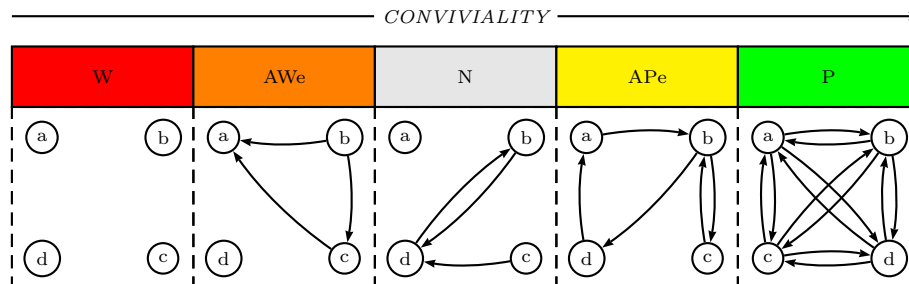 CONVIVIALITY
W AWe N APe P
a b a b a b a b a b
d c d c d c d c c d